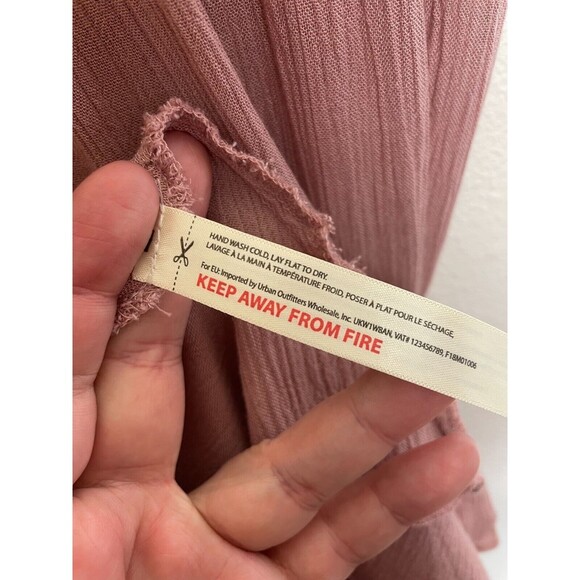 HAND WASH COLD, LAY FLAT TO DRY.
LAVAGE À LA MAIN À TEMPÉRATURE FROID, POSER À PLAT POUR LE SÉCHAGE.
For EU: Imported by Urban Outfitters Wholesale, Inc. UKW1WBAN, VAT# 123456789, F18M01006
KEEP AWAY FROM FIRE